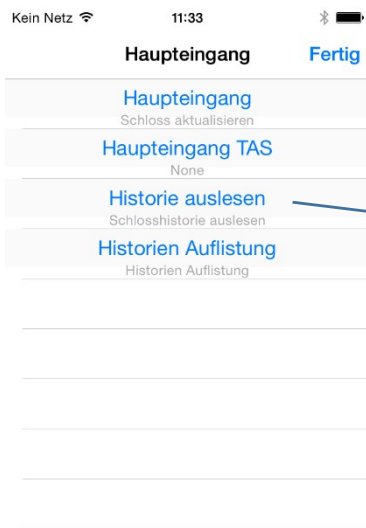 Kein Netz 11:33
Haupteingang Fertig
Haupteingang
Schloss aktualisieren
Haupteingang TAS
None
Historie auslesen
Schlosshistorie auslesen
Historien Auflistung
Historien Auflistung